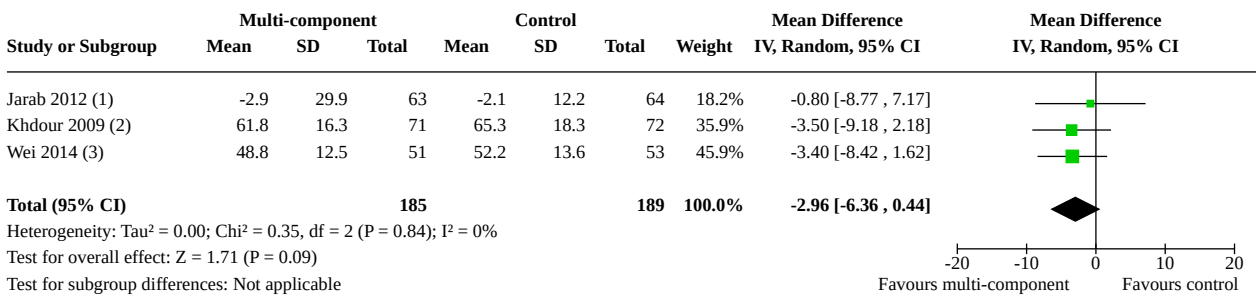 Multi-component Control Mean Difference Mean Difference
Study or Subgroup Mean SD Total Mean SD Total Weight IV, Random, 95% CI IV, Random, 95% CI
Jarab 2012 (1) -2.9 29.9 63 -2.1 12.2 64 18.2% -0.80 [-8.77 , 7.17]
Khdour 2009 (2) 61.8 16.3 71 65.3 18.3 72 35.9% -3.50 [-9.18 , 2.18]
Wei 2014 (3) 48.8 12.5 51 52.2 13.6 53 45.9% -3.40 [-8.42 , 1.62]
Total (95% CI) 185 189 100.0% -2.96 [-6.36 , 0.44]
Heterogeneity: Tau² = 0.00; Chi² = 0.35, df = 2 (P = 0.84); I² = 0%
Test for overall effect: Z = 1.71 (P = 0.09)
-20 -10 0 10 20
Test for subgroup differences: Not applicable
Favours multi-component Favours control